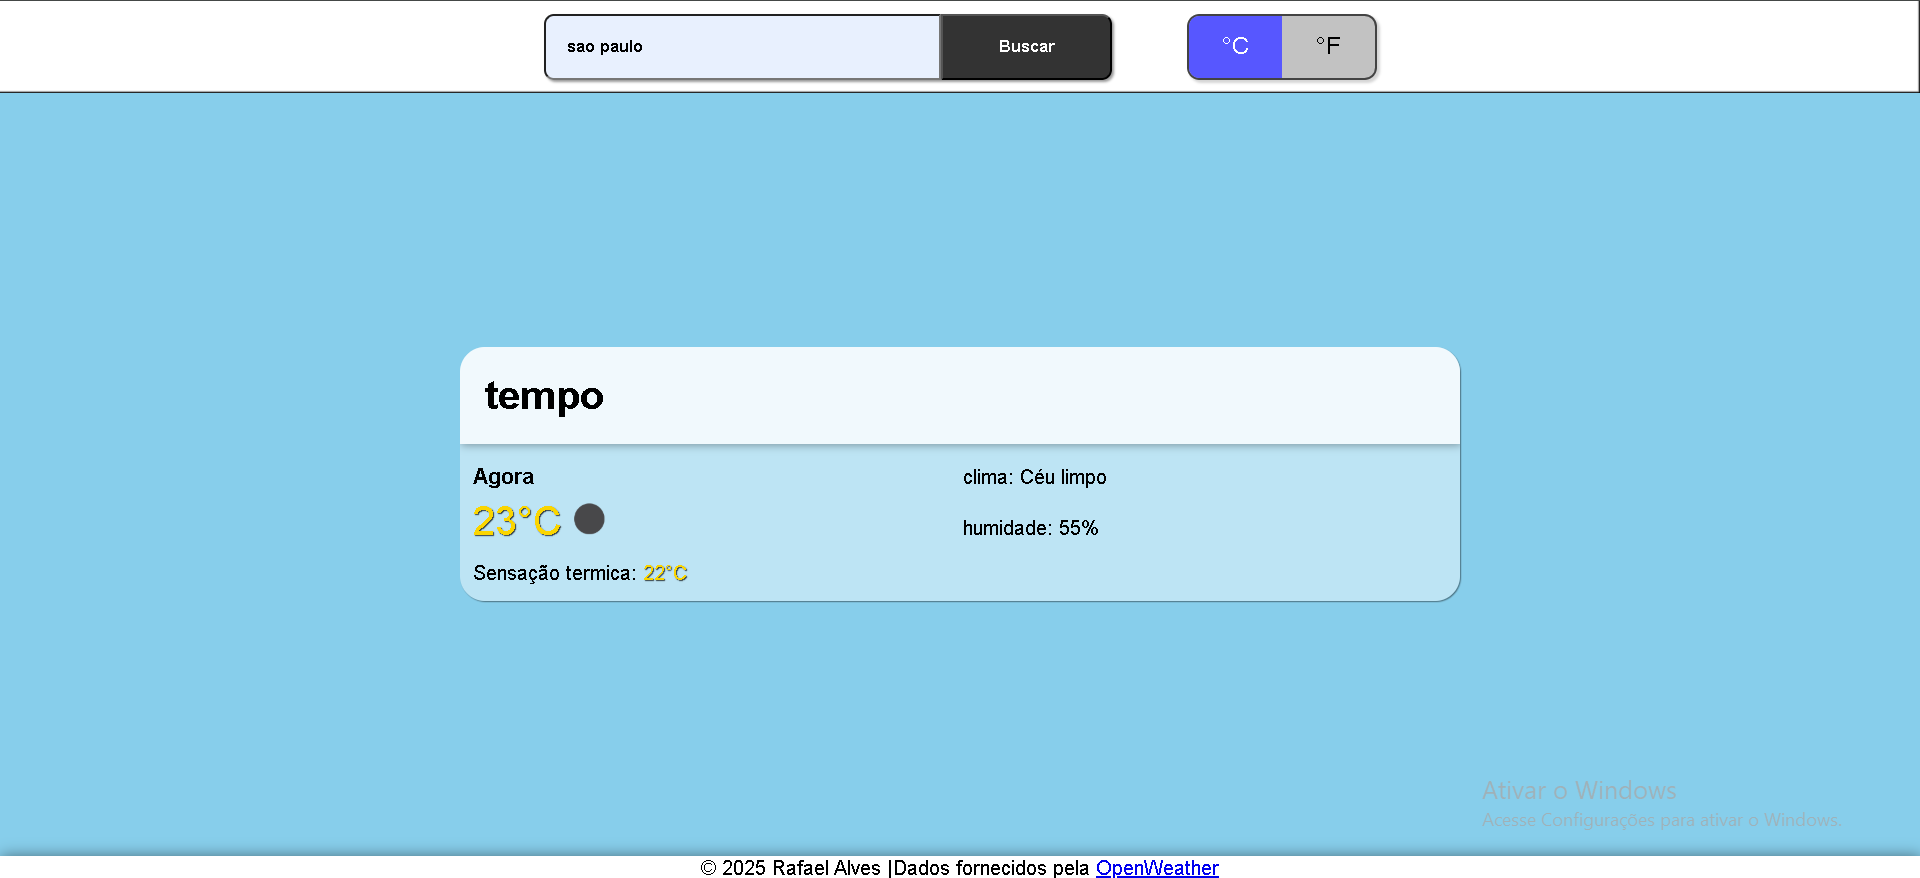 sao paulo Buscar °C °F
tempo
Agora
23°C
Sensação termica: 22°C
clima: Céu limpo
humidade: 55%
Ativar o Windows
Acesse Configurações para ativar o Windows.
© 2025 Rafael Alves |Dados fornecidos pela OpenWeather